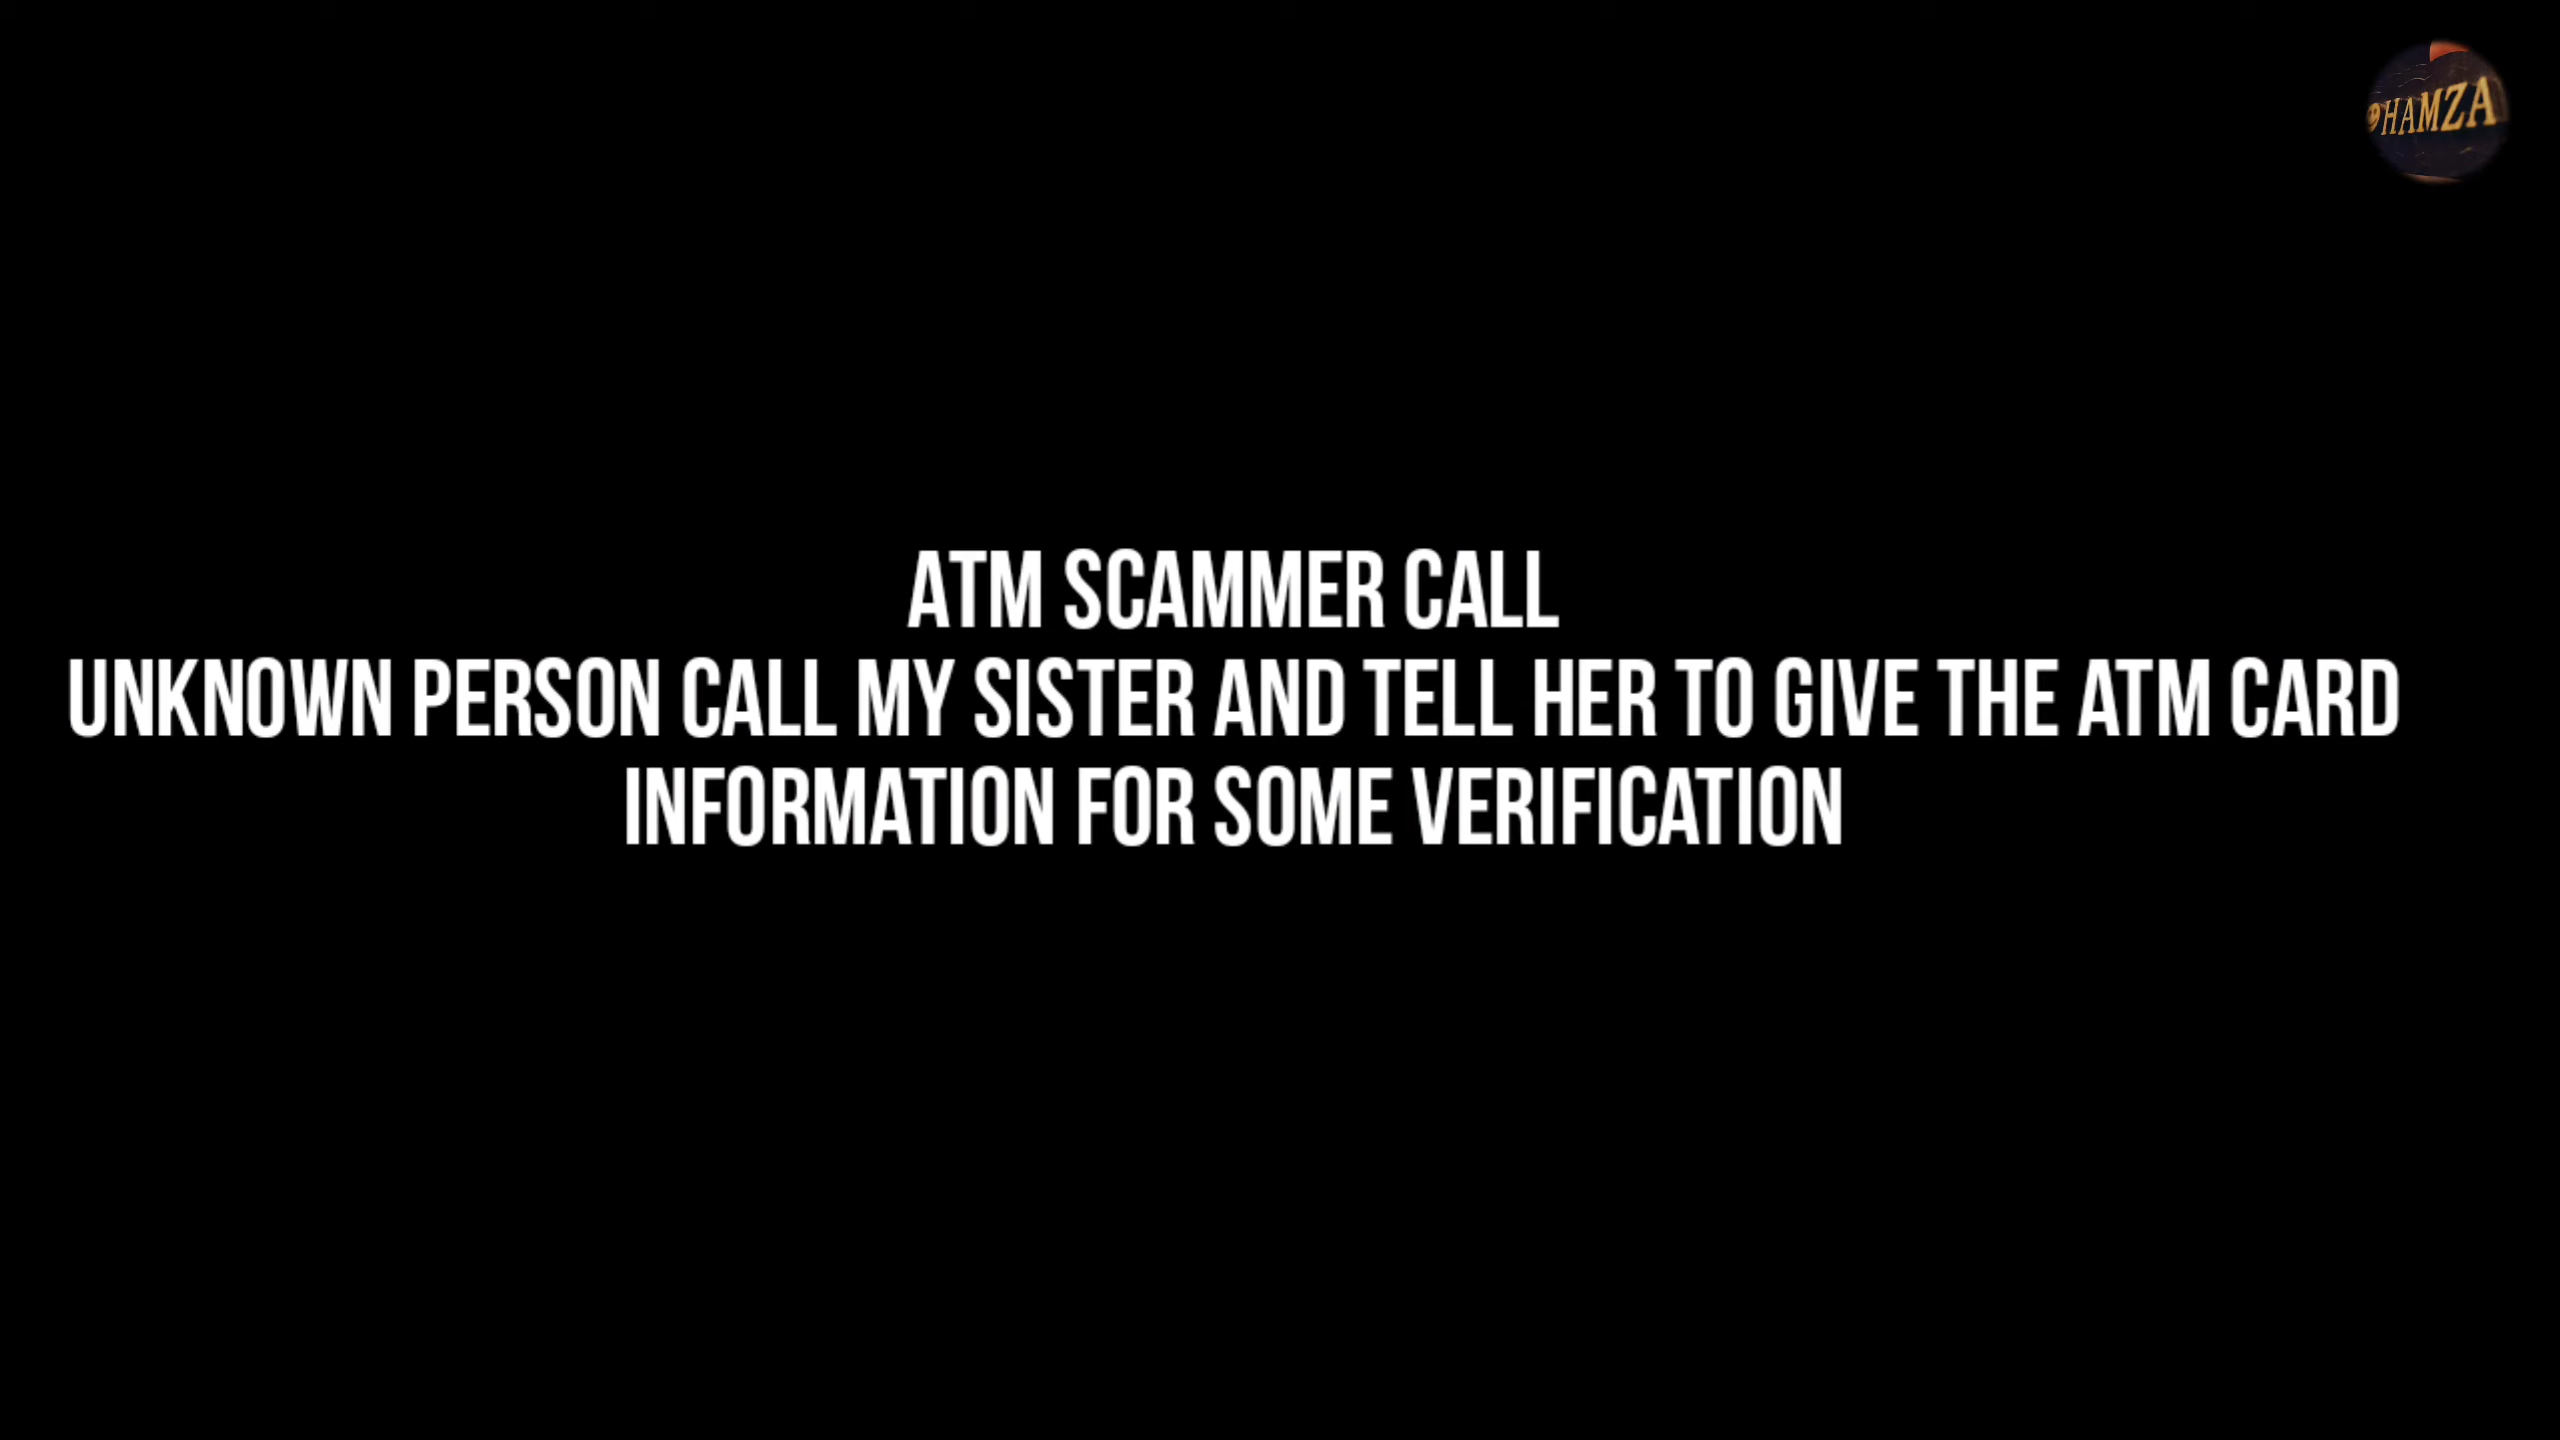 HAMZA
ATM SCAMMER CALL
UNKNOWN PERSON CALL MY SISTER AND TELL HER TO GIVE THE ATM CARD
INFORMATION FOR SOME VERIFICATION